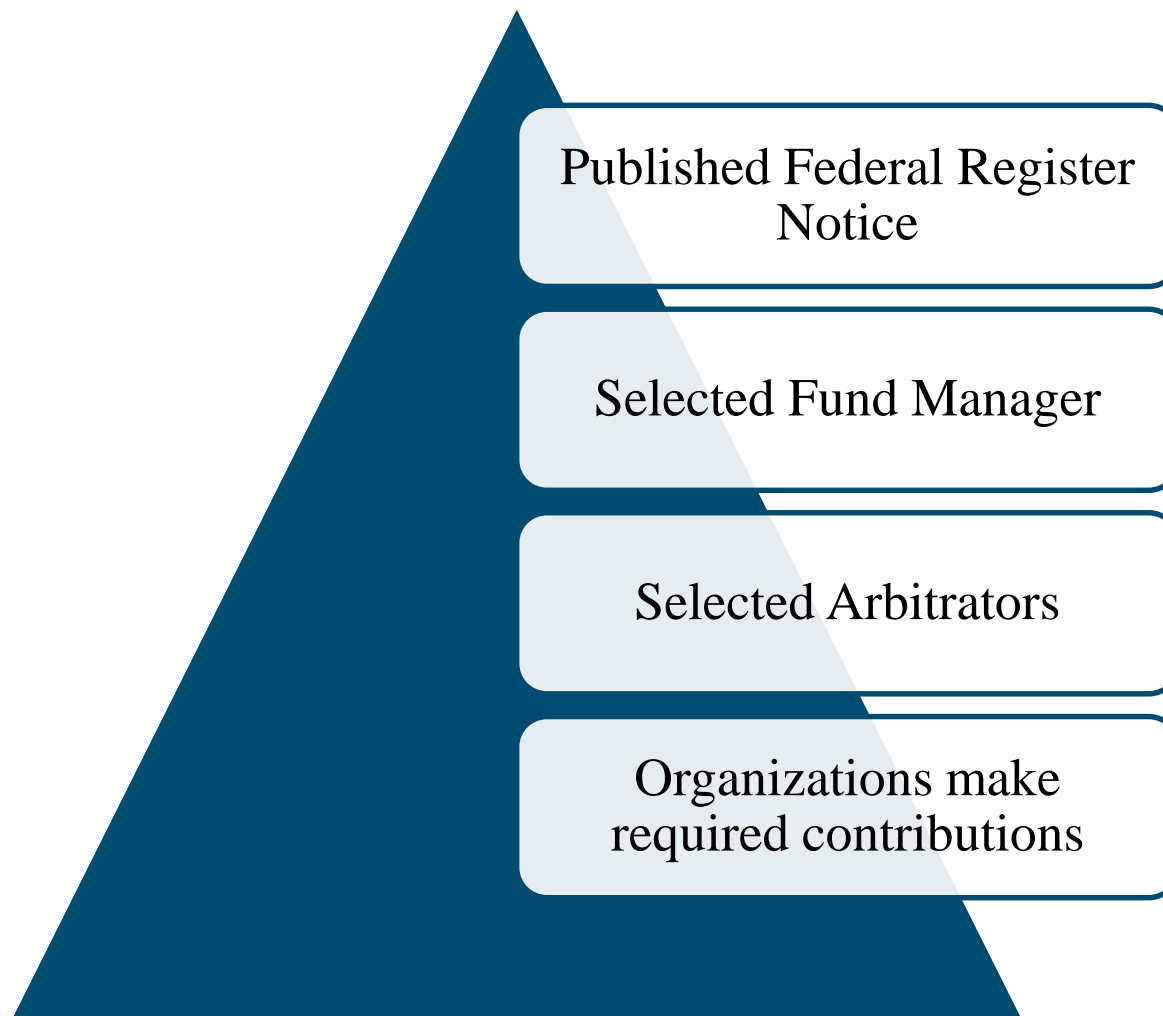 Published Federal Register
Notice
Selected Fund Manager
Selected Arbitrators
Organizations make
required contributions